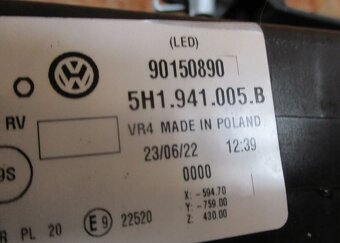 (LED)
90150890
5H1.941.005.B
RV
VR4 MADE IN POLAND
23/06/22 12:39
0000
X: -594.70
Y: -759.00
Z: 430.00
9S
R PL 20 E9 22520